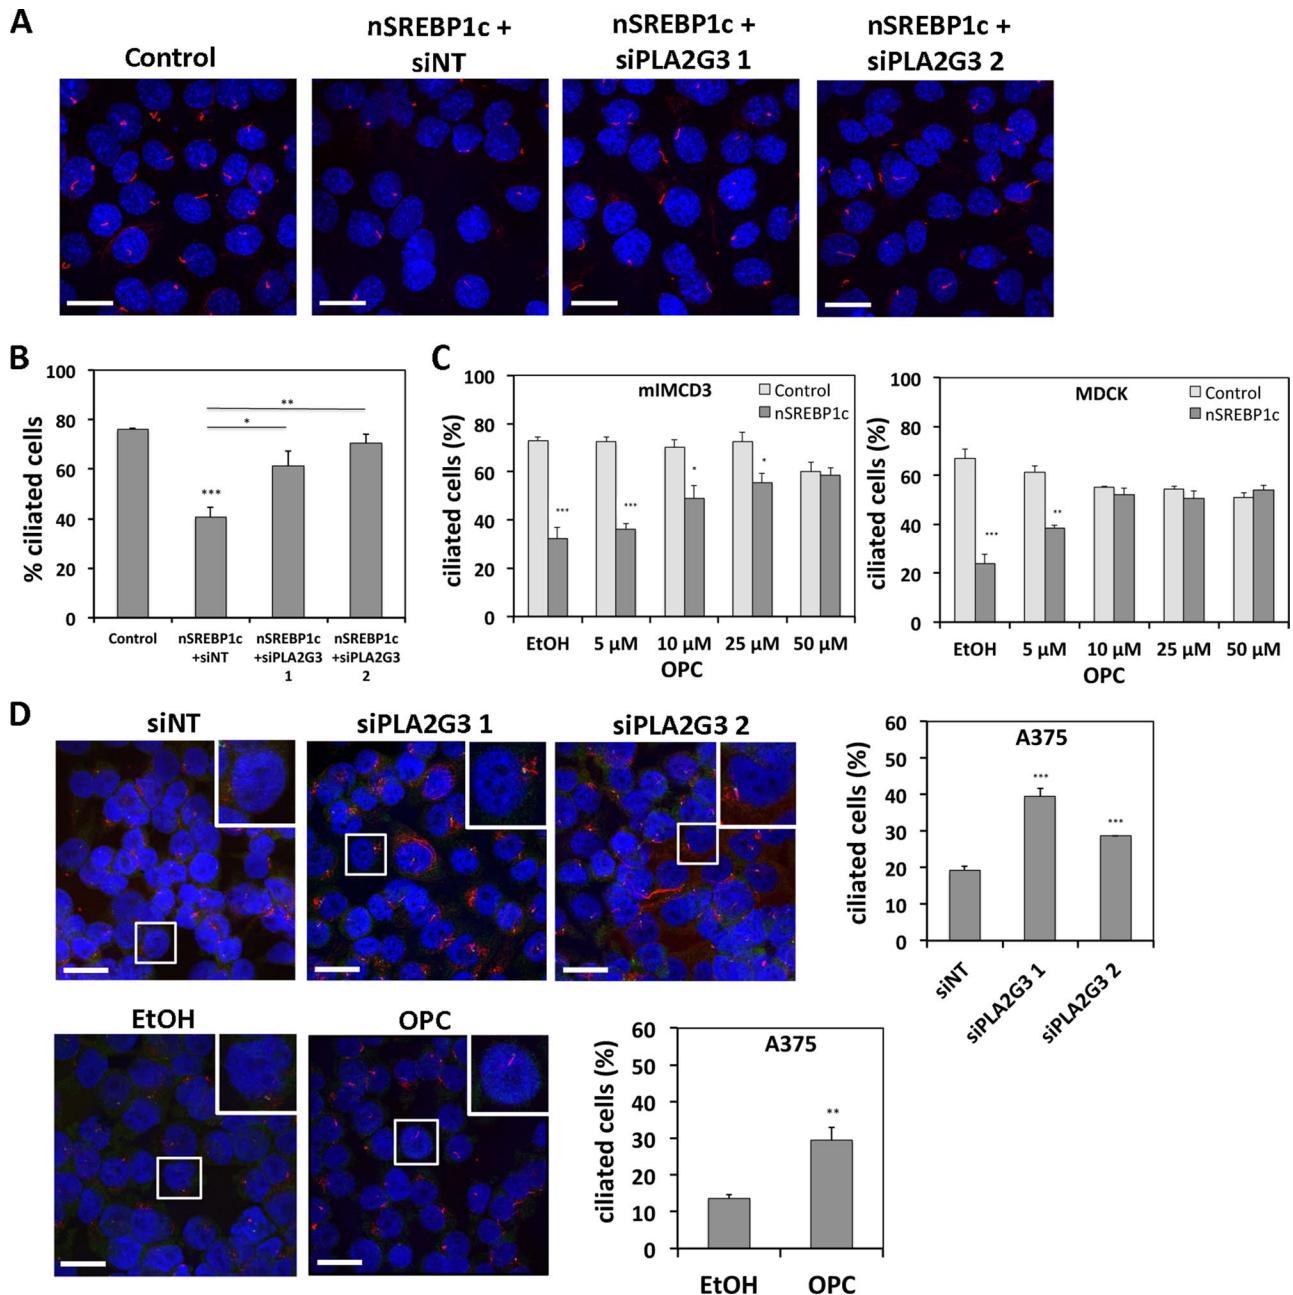 A
Control
nSREBP1c +
siNT
nSREBP1c +
siPLA2G3 1
nSREBP1c +
siPLA2G3 2
B
% ciliated cells
100
80
60
40
20
0
***
*
**
Control
nSREBP1c
+siNT
nSREBP1c
+siPLA2G3
1
nSREBP1c
+siPLA2G3
2
C
ciliated cells (%)
100
80
60
40
20
0
mIMCD3
Control
nSREBP1c
***
***
*
*
EtOH
5 µM
10 µM
25 µM
50 µM
OPC
ciliated cells (%)
100
80
60
40
20
0
MDCK
Control
nSREBP1c
***
**
EtOH
5 µM
10 µM
25 µM
50 µM
OPC
D
siNT
siPLA2G3 1
siPLA2G3 2
ciliated cells (%)
60
50
40
30
20
10
0
A375
***
***
siNT
siPLA2G3 1
siPLA2G3 2
EtOH
OPC
ciliated cells (%)
60
50
40
30
20
10
0
A375
**
EtOH
OPC